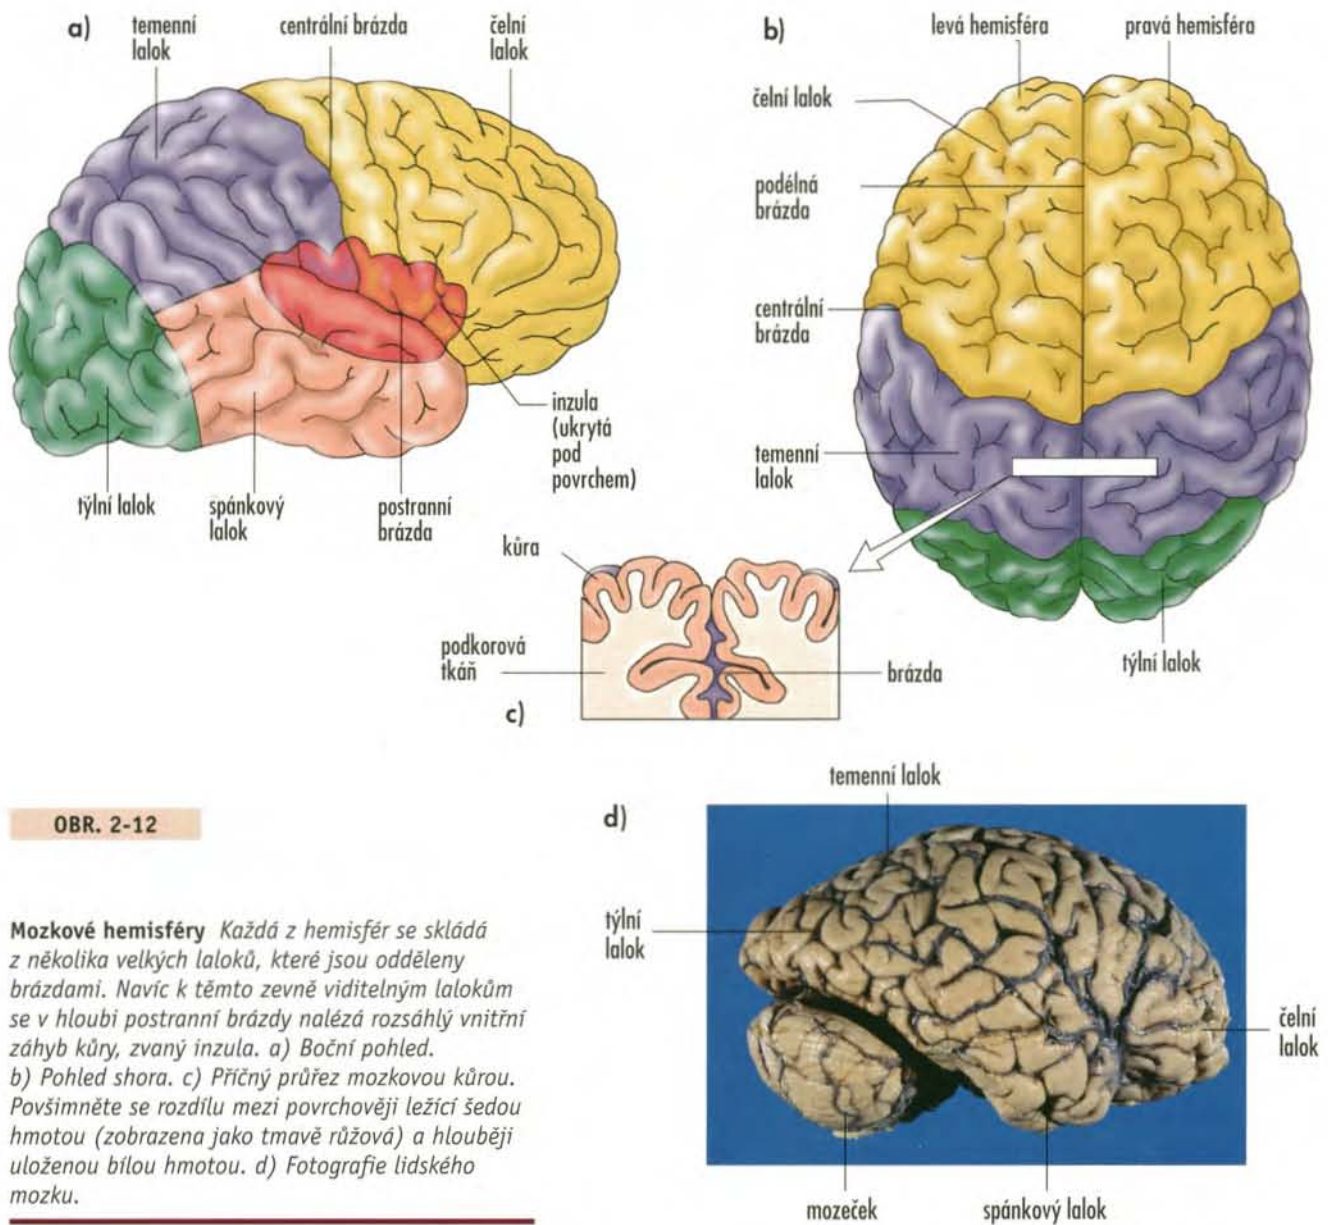 a)
temenní
lalok
centrální brázda
čelní
lalok
inzula
(ukrytá
pod
povrchem)
týlní lalok
spánkový
lalok
postranní
brázda
b)
levá hemisféra
pravá hemisféra
čelní lalok
podélná
brázda
centrální
brázda
temenní
lalok
týlní lalok
kůra
podkorová
tkáň
brázda
c)
OBR. 2-12
Mozkové hemisféry Každá z hemisfér se skládá
z několika velkých laloků, které jsou odděleny
brázdami. Navíc k těmto zevně viditelným lalokům
se v hloubi postranní brázdy nalézá rozsáhlý vnitřní
záhyb kůry, zvaný inzula. a) Boční pohled.
b) Pohled shora. c) Příčný průřez mozkovou kůrou.
Povšimněte se rozdílu mezi povrchověji ležící šedou
hmotou (zobrazena jako tmavě růžová) a hlouběji
uloženou bílou hmotou. d) Fotografie lidského
mozku.
d)
temenní lalok
týlní
lalok
čelní
lalok
mozeček
spánkový lalok